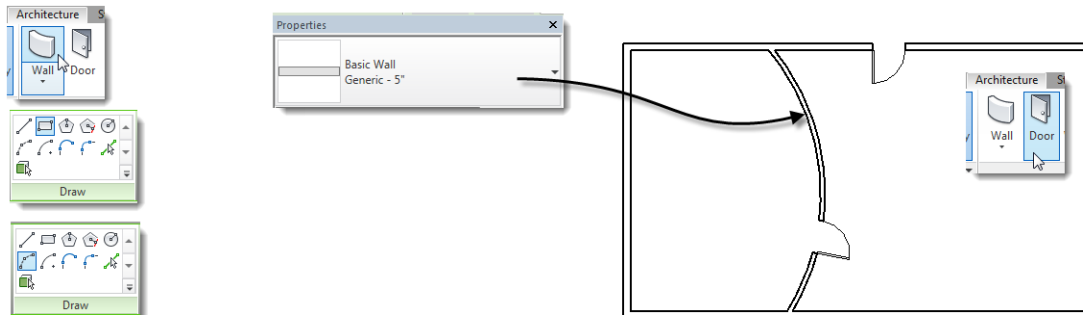 Architecture S
Wall Door
Draw
Draw
Properties
Basic Wall
Generic - 5"
Architecture S
Wall Door